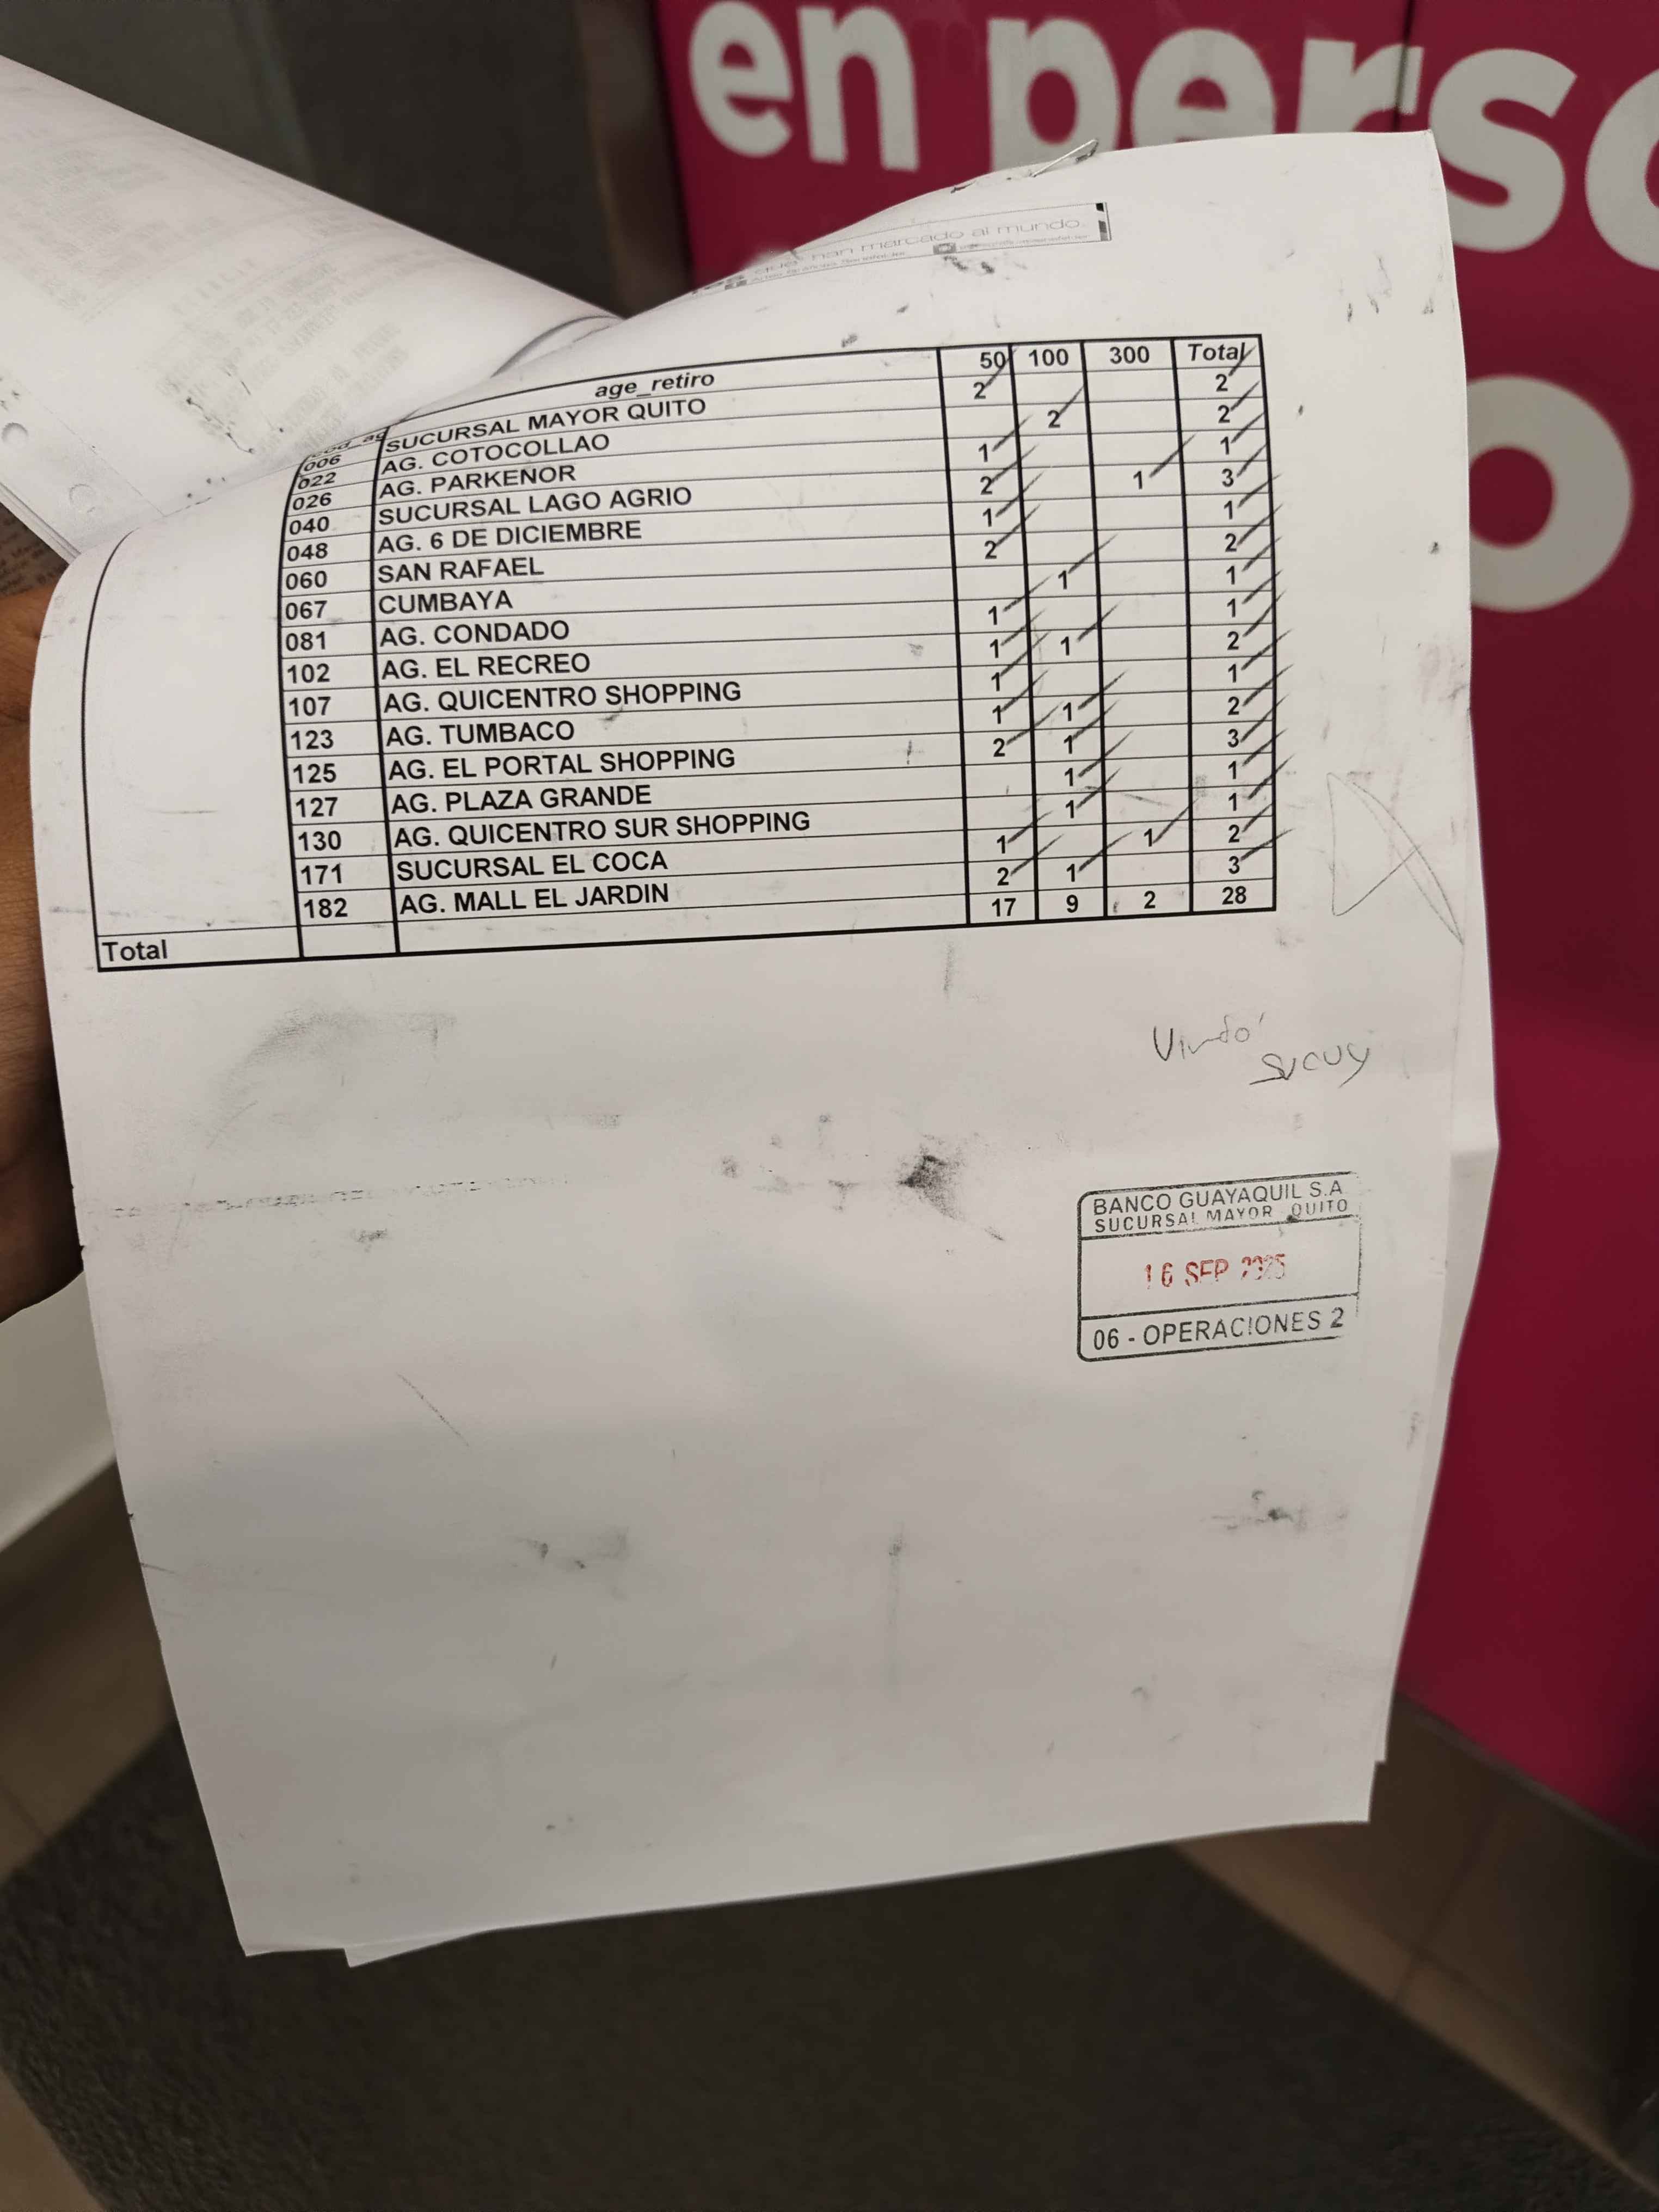 en perso
o
han marcado al mundo.
age_retiro 50 100 300 Total
006 SUCURSAL MAYOR QUITO 2 2
022 AG. COTOCOLLAO 2 2
026 AG. PARKENOR 1 1
040 SUCURSAL LAGO AGRIO 2 1 3
048 AG. 6 DE DICIEMBRE 1 1
060 SAN RAFAEL 2 2
067 CUMBAYA 1 1
081 AG. CONDADO 1 1
102 AG. EL RECREO 1 1 2
107 AG. QUICENTRO SHOPPING 1 1
123 AG. TUMBACO 1 1 2
125 AG. EL PORTAL SHOPPING 2 1 3
127 AG. PLAZA GRANDE 1 1
130 AG. QUICENTRO SUR SHOPPING 1 1
171 SUCURSAL EL COCA 1 1 2
182 AG. MALL EL JARDIN 2 1 3
Total 17 9 2 28
BANCO GUAYAQUIL S.A
SUCURSAL MAYOR QUITO
16 SEP 2025
06 - OPERACIONES 2